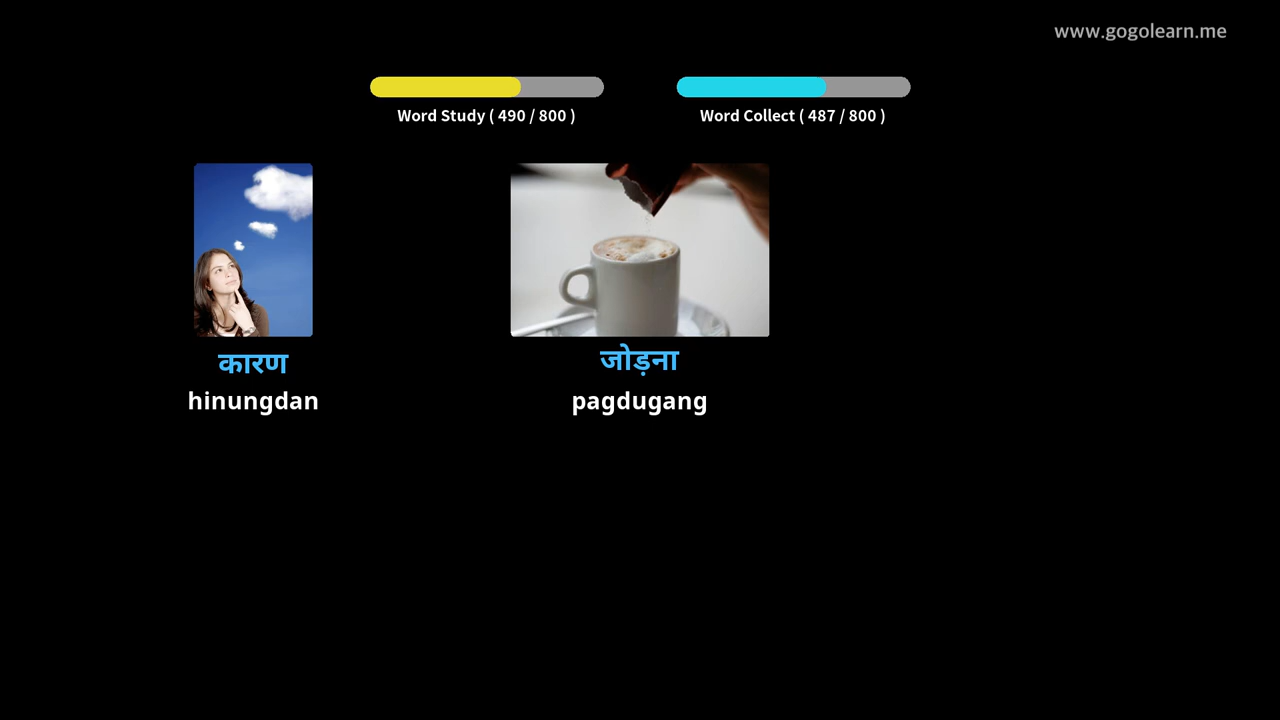 www.gogolearn.me
Word Study ( 490 / 800 )
Word Collect ( 487 / 800 )
कारण
hinungdan
जोड़ना
pagdugang